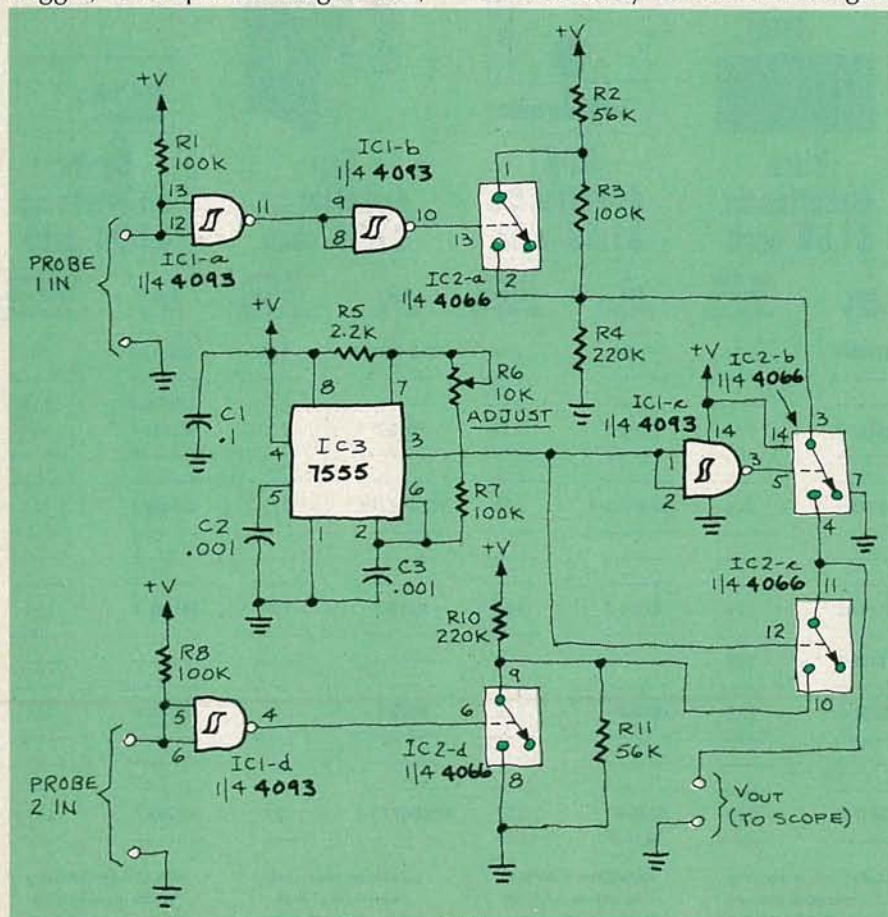 +V
+V
R2
56K
R1
100K
IC1-b
1/4 4093
1
R3
100K
13
12
11
9
8
10
13
2
IC1-a
1/4 4093
IC2-a
1/4 4066
PROBE
1 IN
+V
R5
2.2K
R4
220K
+V
IC2-b
1/4 4066
IC1-c
1/4 4093
R6
10K
ADJUST
8
7
C1
.1
4
IC3
7555
3
14
14
3
1
2
3
5
7
5
6
R7
100K
4
C2
.001
1
2
C3
.001
+V
IC2-c
1/4 4066
11
12
R8
100K
R10
220K
10
5
6
4
9
6
R11
56K
8
IC1-d
1/4 4093
IC2-d
1/4 4066
PROBE
2 IN
VOUT
(TO SCOPE)